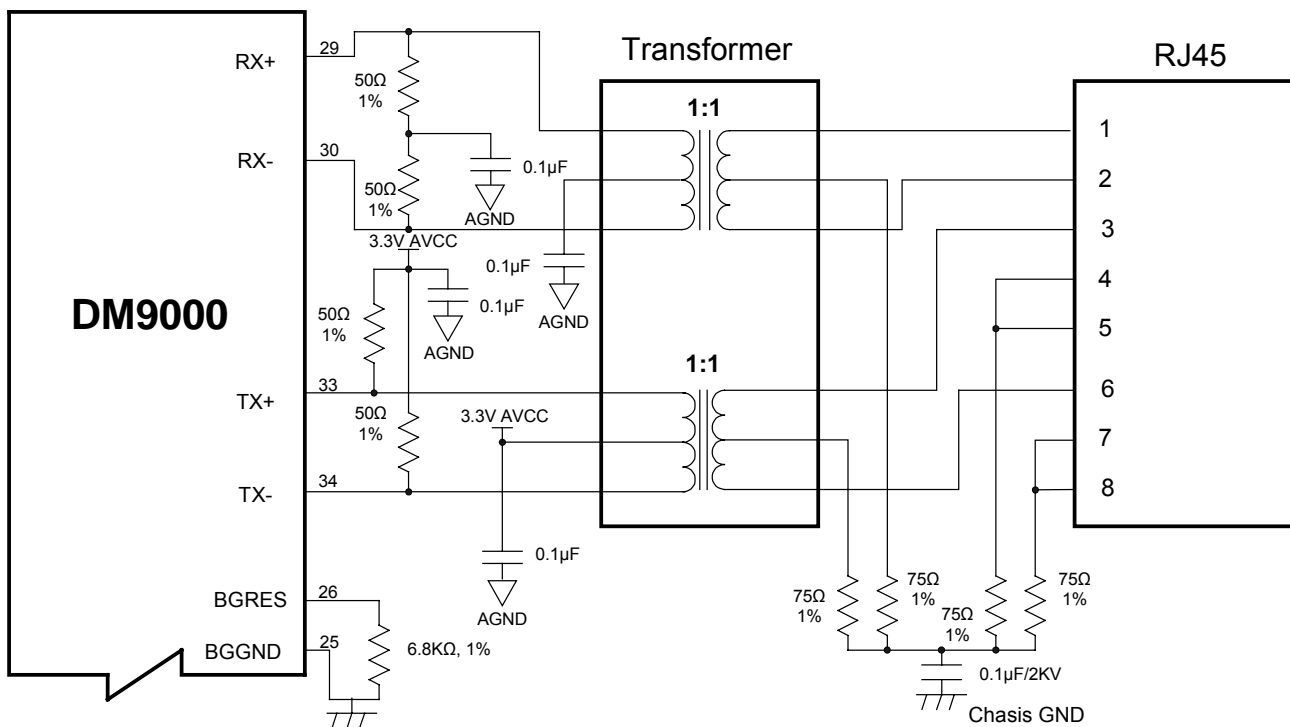 Transformer
RJ45
DM9000
RX+
29
50Ω
1%
RX-
30
50Ω
1%
0.1µF
AGND
3.3V AVCC
0.1µF
AGND
50Ω
1%
0.1µF
AGND
TX+
33
50Ω
1%
3.3V AVCC
TX-
34
0.1µF
AGND
BGRES
26
BGGND
25
6.8KΩ, 1%
1:1
1:1
1
2
3
4
5
6
7
8
75Ω
1%
75Ω
1%
75Ω
1%
75Ω
1%
0.1µF/2KV
Chasis GND